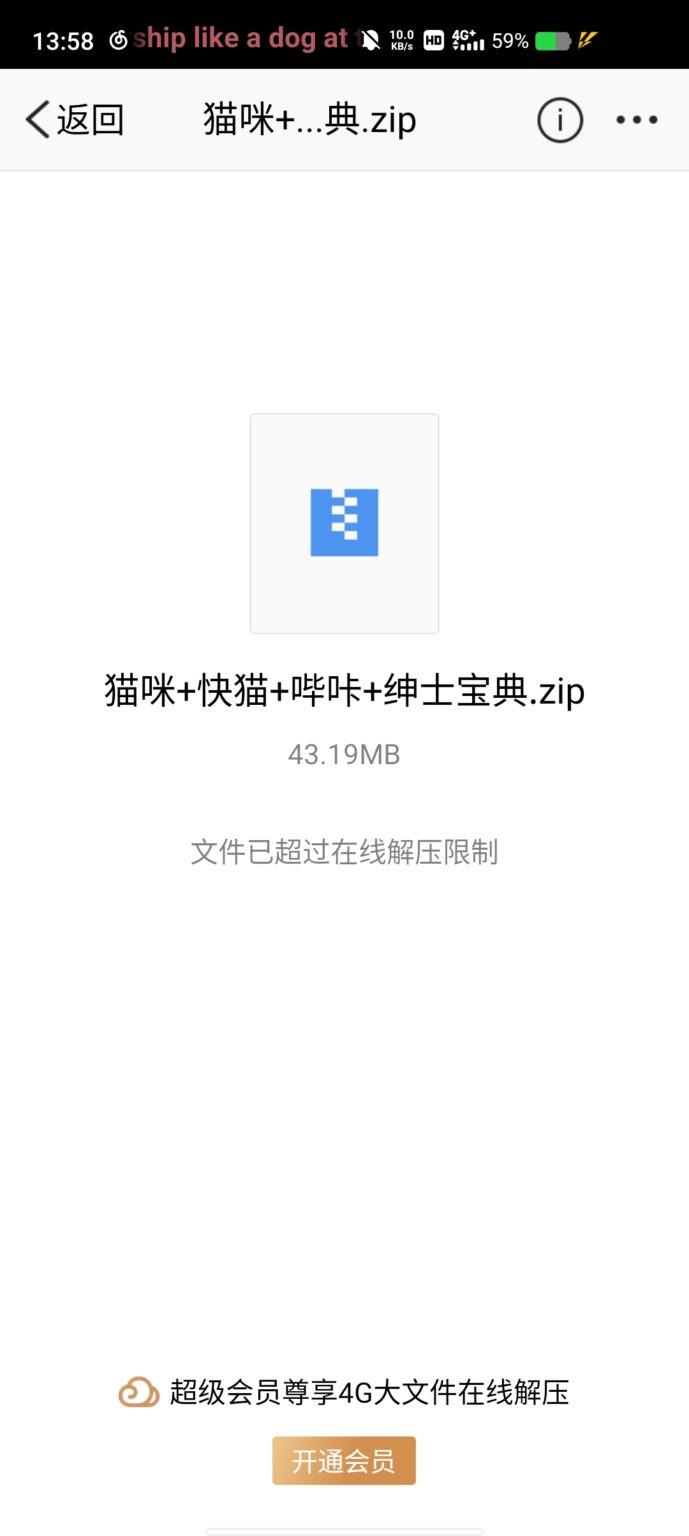 13:58 ship like a dog at 10.0 KB/s HD 4G+ 59%
返回 猫咪+...典.zip
猫咪+快猫+哔咔+绅士宝典.zip
43.19MB
文件已超过在线解压限制
超级会员尊享4G大文件在线解压
开通会员